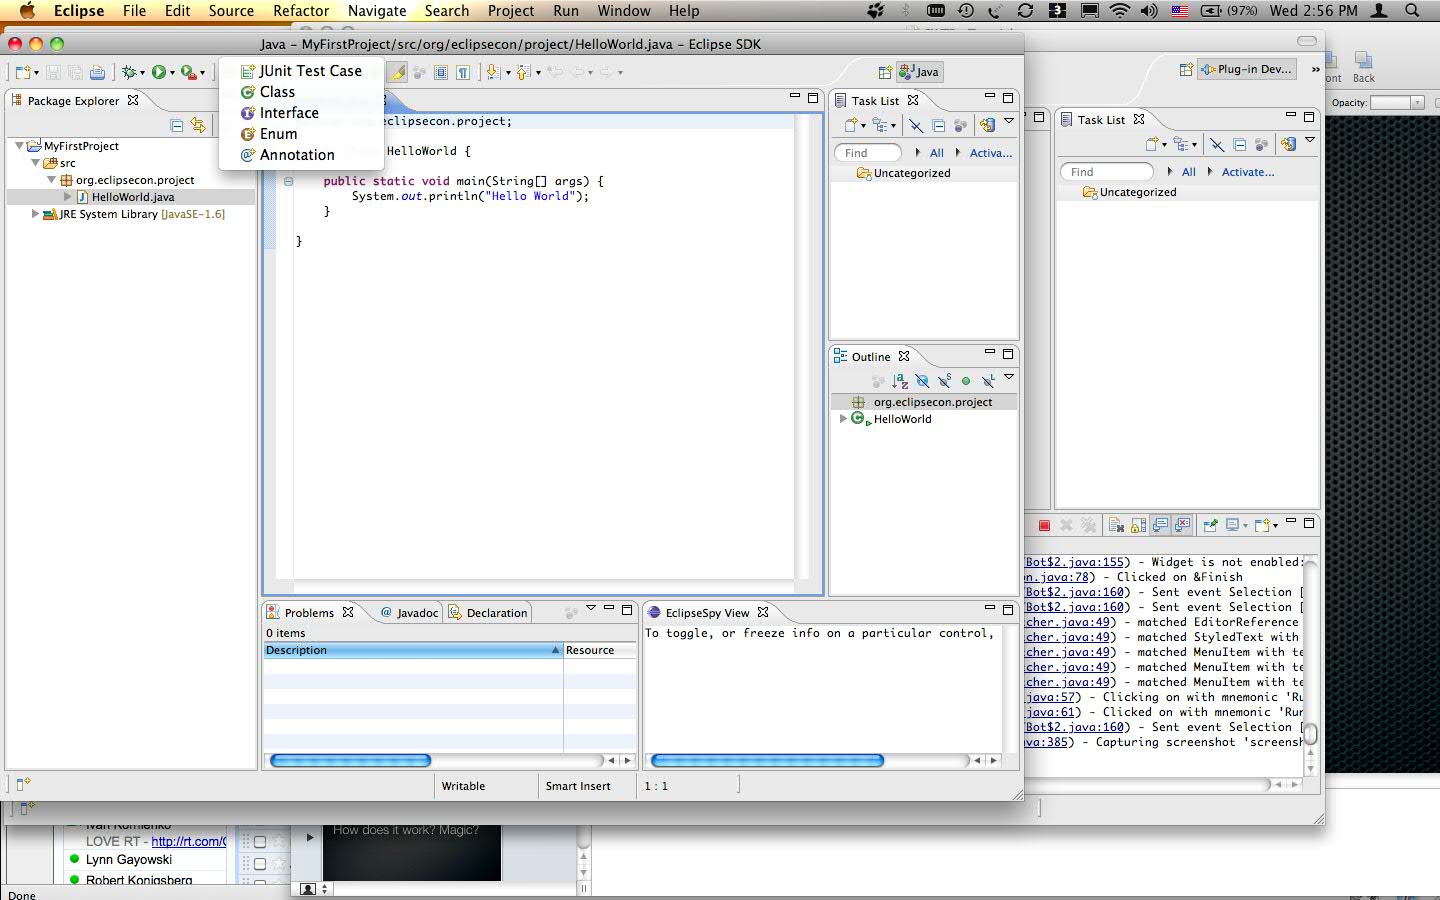 Eclipse File Edit Source Refactor Navigate Search Project Run Window Help 3 (97%) Wed 2:56 PM
Java – MyFirstProject/src/org/eclipsecon/project/HelloWorld.java – Eclipse SDK
JUnit Test Case
Class
Interface
Enum
Annotation
Java
Plug-in Dev...
Back
Opacity:
Package Explorer
MyFirstProject
src
org.eclipsecon.project
HelloWorld.java
JRE System Library [JavaSE-1.6]
eclipsecon.project;
HelloWorld {
public static void main(String[] args) {
System.out.println("Hello World");
}
}
Task List
Find All Activa...
Uncategorized
Task List
Find All Activate...
Uncategorized
Outline
org.eclipsecon.project
HelloWorld
Problems Javadoc Declaration
0 items
Description Resource
EclipseSpy View
To toggle, or freeze info on a particular control,
Bot$2.java:155) - Widget is not enabled:
n.java:78) - Clicked on &Finish
Bot$2.java:160) - Sent event Selection [
Bot$2.java:160) - Sent event Selection [
cher.java:49) - matched EditorReference
cher.java:49) - matched StyledText with
cher.java:49) - matched MenuItem with te
cher.java:49) - matched MenuItem with te
cher.java:49) - matched MenuItem with te
java:57) - Clicking on with mnemonic 'Ru
java:61) - Clicked on with mnemonic 'Ru
Bot$2.java:160) - Sent event Selection [
va:385) - Capturing screenshot 'screensh
Writable Smart Insert 1 : 1
LOVE RT - http://rt.com/
Lynn Gayowski
Robert Konigsberg
How does it work? Magic?
Done